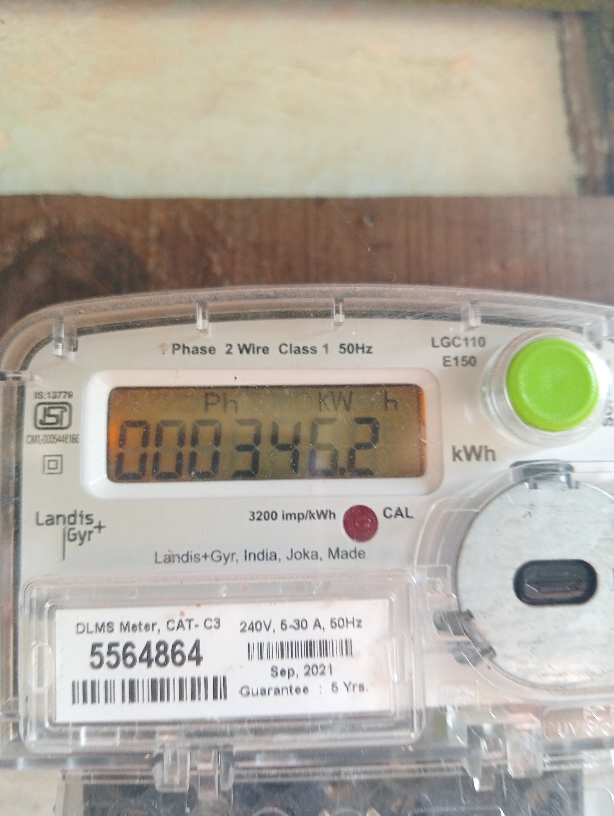 Phase 2 Wire Class 1 50Hz
LGC110
E150
IS:13779
ISI
Ph kW h
000346.2
kWh
3200 imp/kWh CAL
Landis
Gyr+
Landis+Gyr, India, Joka, Made
DLMS Meter, CAT- C3
5564864
240V, 5-30 A, 50Hz
Sep, 2021
Guarantee : 5 Yrs.